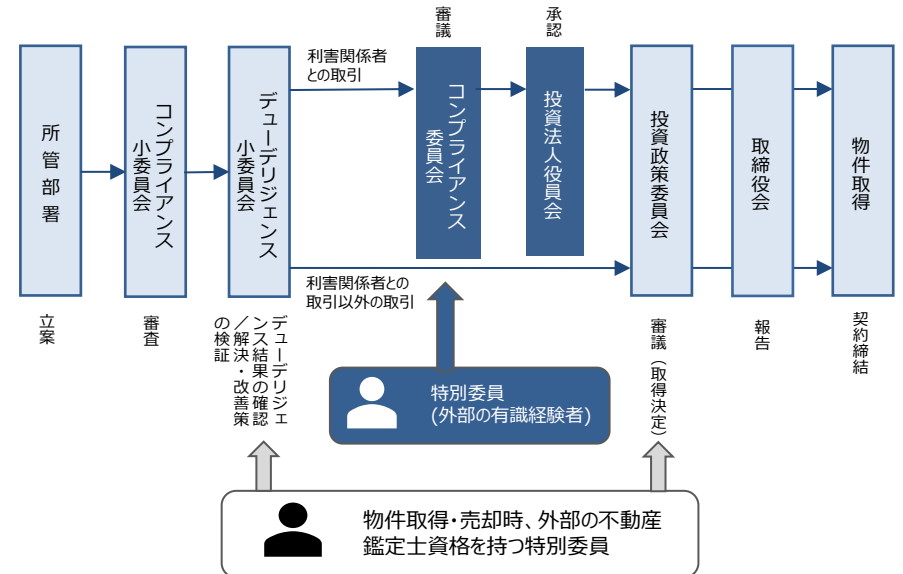 審議
承認
利害関係者
との取引
所管部署
コンプライアンス
小委員会
デューデリジェンス
小委員会
コンプライアンス
委員会
投資法人役員会
投資政策委員会
取締役会
物件取得
利害関係者との
取引以外の取引
立案
審査
デューデリジェ
ンス結果の確認
／解決・改善策
の検証
審議（取得決定）
報告
契約締結
特別委員
(外部の有識経験者)
物件取得・売却時、外部の不動産
鑑定士資格を持つ特別委員